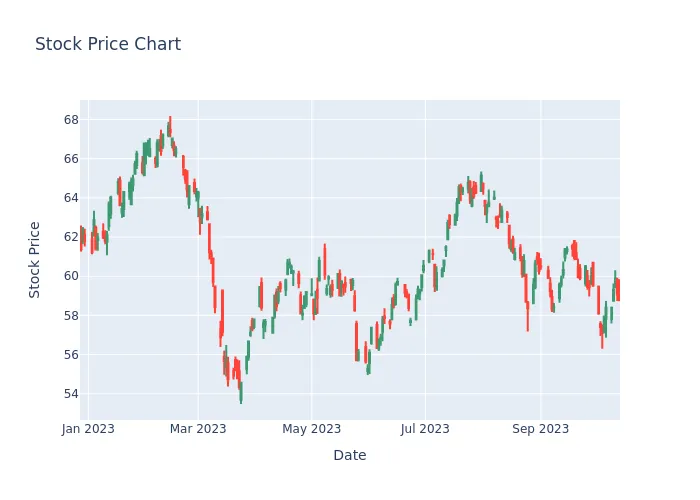 Stock Price Chart
68
66
64
62
60
58
56
54
Stock Price
Jan 2023
Mar 2023
May 2023
Jul 2023
Sep 2023
Date